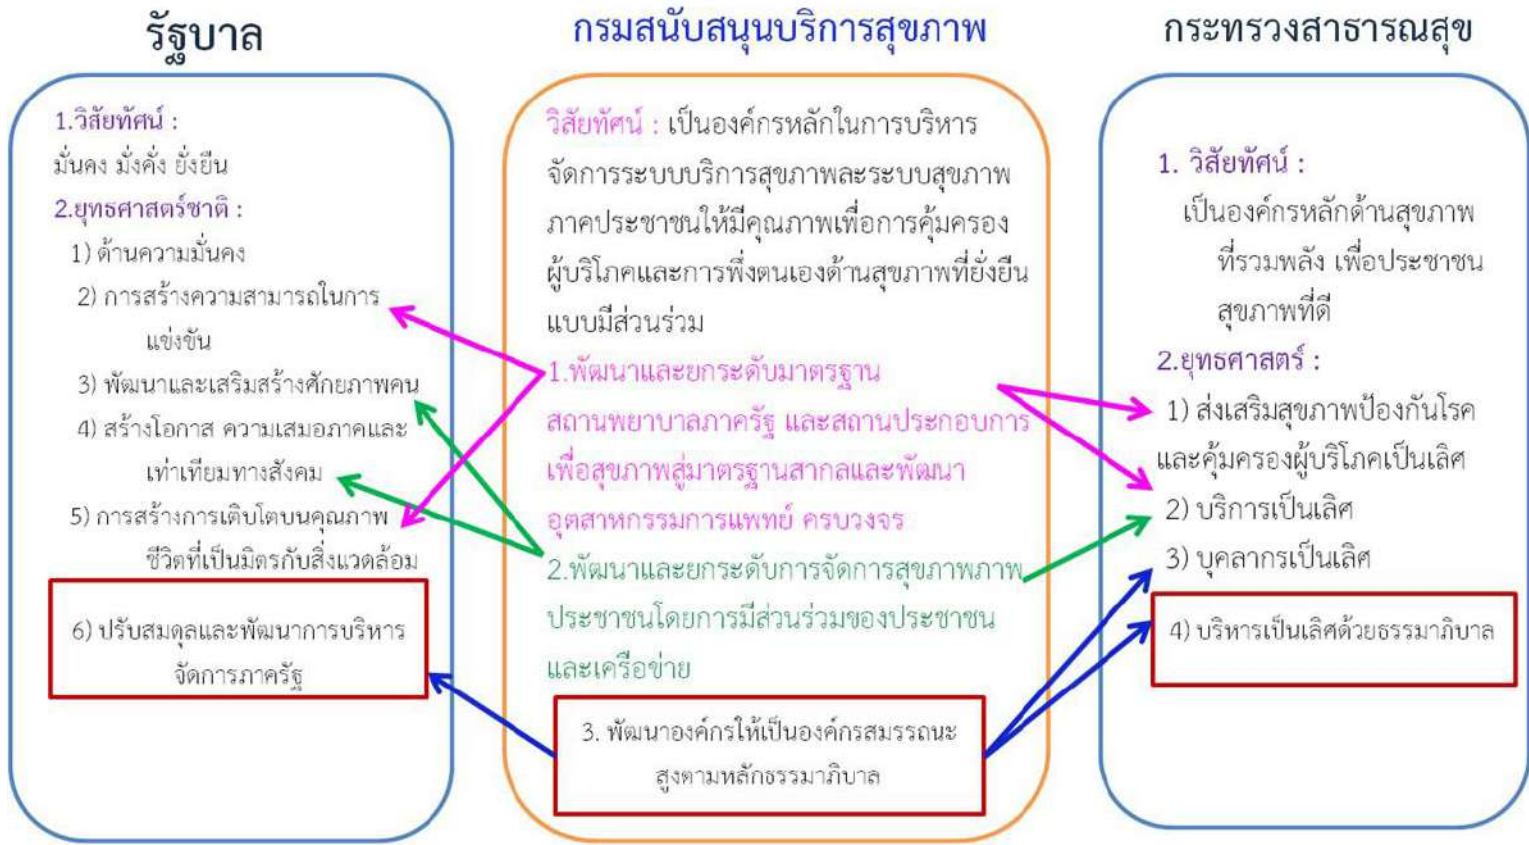 รัฐบาล
1.วิสัยทัศน์ :
มั่นคง มั่งคั่ง ยั่งยืน
2.ยุทธศาสตร์ชาติ :
1) ด้านความมั่นคง
2) การสร้างความสามารถในการ
แข่งขัน
3) พัฒนาและเสริมสร้างศักยภาพคน
4) สร้างโอกาส ความเสมอภาคและ
เท่าเทียมทางสังคม
5) การสร้างการเติบโตบนคุณภาพ
ชีวิตที่เป็นมิตรกับสิ่งแวดล้อม
6) ปรับสมดุลและพัฒนาการบริหาร
จัดการภาครัฐ
กรมสนับสนุนบริการสุขภาพ
วิสัยทัศน์ : เป็นองค์กรหลักในการบริหาร
จัดการระบบบริการสุขภาพละระบบสุขภาพ
ภาคประชาชนให้มีคุณภาพเพื่อการคุ้มครอง
ผู้บริโภคและการพึ่งตนเองด้านสุขภาพที่ยั่งยืน
แบบมีส่วนร่วม
1.พัฒนาและยกระดับมาตรฐาน
สถานพยาบาลภาครัฐ และสถานประกอบการ
เพื่อสุขภาพสู่มาตรฐานสากลและพัฒนา
อุตสาหกรรมการแพทย์ ครบวงจร
2.พัฒนาและยกระดับการจัดการสุขภาพภาพ
ประชาชนโดยการมีส่วนร่วมของประชาชน
และเครือข่าย
3. พัฒนาองค์กรให้เป็นองค์กรสมรรถนะ
สูงตามหลักธรรมาภิบาล
กระทรวงสาธารณสุข
1. วิสัยทัศน์ :
เป็นองค์กรหลักด้านสุขภาพ
ที่รวมพลัง เพื่อประชาชน
สุขภาพที่ดี
2.ยุทธศาสตร์ :
1) ส่งเสริมสุขภาพป้องกันโรค
และคุ้มครองผู้บริโภคเป็นเลิศ
2) บริการเป็นเลิศ
3) บุคลากรเป็นเลิศ
4) บริหารเป็นเลิศด้วยธรรมาภิบาล